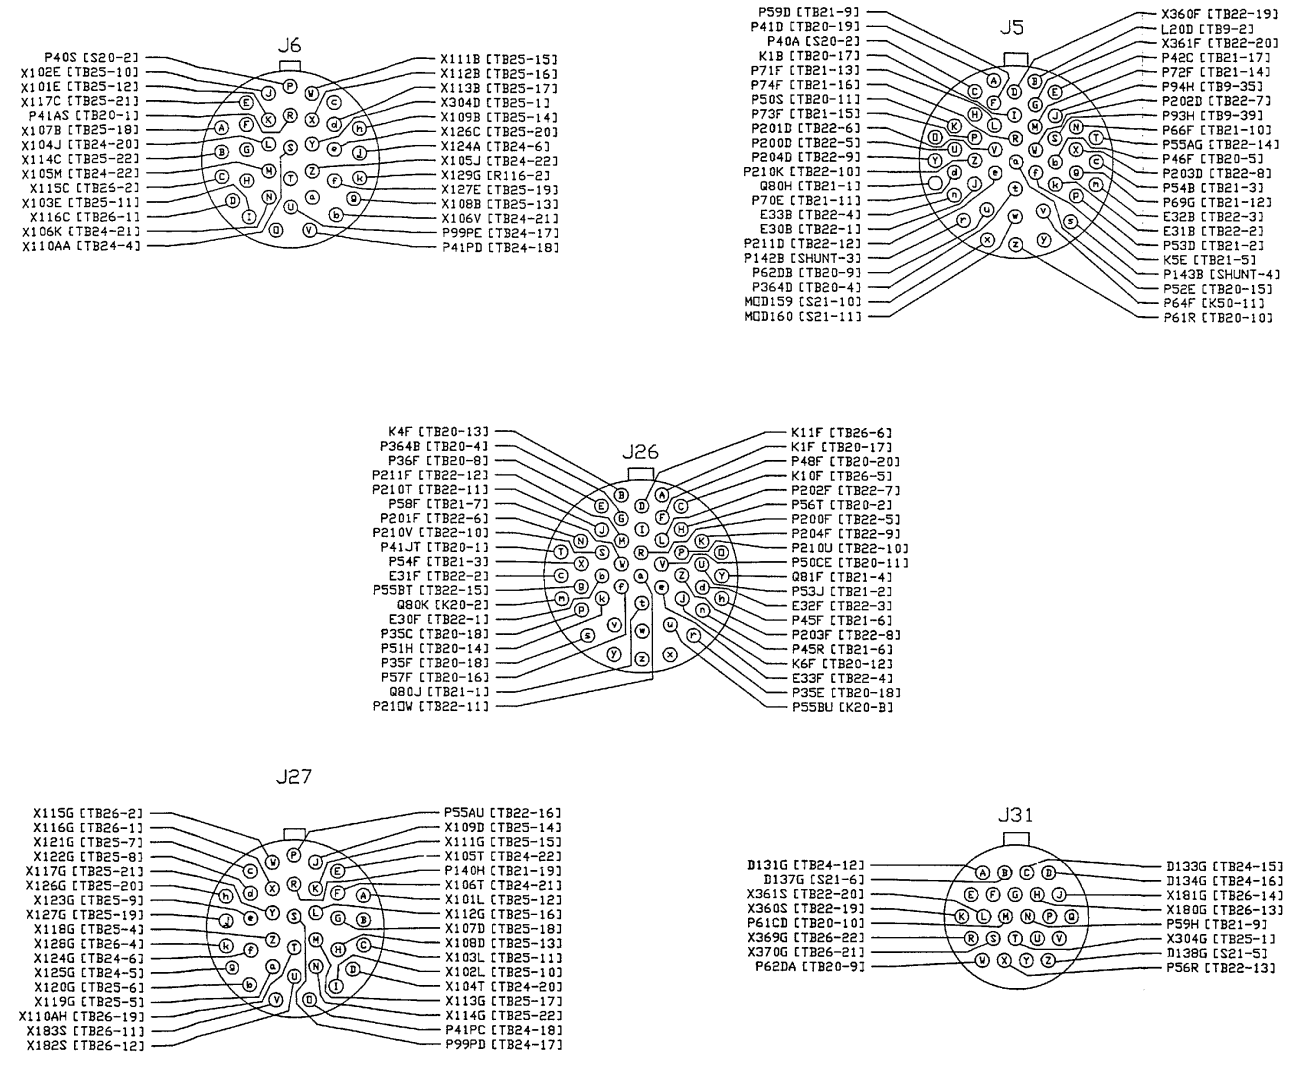 J6
P40S [S20-2]
X102E [TB25-10]
X101E [TB25-12]
X117C [TB25-21]
P41AS [TB20-1]
X107B [TB25-18]
X104J [TB24-20]
X114C [TB25-22]
X105M [TB24-22]
X115C [TB26-2]
X103E [TB25-11]
X116C [TB26-1]
X106K [TB24-21]
X110AA [TB24-4]
X111B [TB25-15]
X112B [TB25-16]
X113B [TB25-17]
X304D [TB25-1]
X109B [TB25-14]
X126C [TB25-20]
X124A [TB24-6]
X105J [TB24-22]
X129G [R116-2]
X127E [TB25-19]
X108B [TB25-13]
X106V [TB24-21]
P99PE [TB24-17]
P41PD [TB24-18]
J P W
E K R X C
A F d h
B G L S Y e j
C H M T Z f k
D I N U a g
O V b
J5
P59D [TB21-9]
P41D [TB20-19]
P40A [S20-2]
K1B [TB20-17]
P71F [TB21-13]
P74F [TB21-16]
P50S [TB20-11]
P73F [TB21-15]
P201D [TB22-6]
P200D [TB22-5]
P204D [TB22-9]
P210K [TB22-10]
Q80H [TB21-1]
P70E [TB21-11]
E33B [TB22-4]
E30B [TB22-1]
P211D [TB22-12]
P142B [SHUNT-3]
P62DB [TB20-9]
P364D [TB20-4]
MOD159 [S21-10]
MOD160 [S21-11]
X360F [TB22-19]
L20D [TB9-2]
X361F [TB22-20]
P42C [TB21-17]
P72F [TB21-14]
P94H [TB9-35]
P202D [TB22-7]
P93H [TB9-39]
P66F [TB21-10]
P55AG [TB22-14]
P46F [TB20-5]
P203D [TB22-8]
P54B [TB21-3]
P69G [TB21-12]
E32B [TB22-3]
E31B [TB22-2]
P53D [TB21-2]
K5E [TB21-5]
P143B [SHUNT-4]
P52E [TB20-15]
P64F [K50-11]
P61R [TB20-10]
A B
C D E
F G
H I J
K L M N
O P R S T
U V W X
Y Z a b c
d e f g
j k m
n t p
r u w v s
x z y
J26
K4F [TB20-13]
P364B [TB20-4]
P36F [TB20-8]
P211F [TB22-12]
P210T [TB22-11]
P58F [TB21-7]
P201F [TB22-6]
P210V [TB22-10]
P41JT [TB20-1]
P54F [TB21-3]
E31F [TB22-2]
P55BT [TB22-15]
Q80K [K20-2]
E30F [TB22-1]
P35C [TB20-18]
P51H [TB20-14]
P35F [TB20-18]
P57F [TB20-16]
Q80J [TB21-1]
P210W [TB22-11]
K11F [TB26-6]
K1F [TB20-17]
P48F [TB20-20]
K10F [TB26-5]
P202F [TB22-7]
P56T [TB20-2]
P200F [TB22-5]
P204F [TB22-9]
P210U [TB22-10]
P50CE [TB20-11]
Q81F [TB21-4]
P53J [TB21-2]
E32F [TB22-3]
P45F [TB21-6]
P203F [TB22-8]
P45R [TB21-6]
K6F [TB20-12]
E33F [TB22-4]
P35E [TB20-18]
P55BU [K20-B]
B A
E D C
G F
J I H
N M L K
T S R P O
X W V U Y
c b a Z d
g f e h
m k t j n
p
s v w u r
y z x
J27
X115G [TB26-2]
X116G [TB26-1]
X121G [TB25-7]
X122G [TB25-8]
X117G [TB25-21]
X126G [TB25-20]
X123G [TB25-9]
X127G [TB25-19]
X118G [TB25-4]
X128G [TB26-4]
X124G [TB24-6]
X125G [TB24-5]
X120G [TB25-6]
X119G [TB25-5]
X110AH [TB26-19]
X183S [TB26-11]
X182S [TB26-12]
P55AU [TB22-16]
X109D [TB25-14]
X111G [TB25-15]
X105T [TB24-22]
P140H [TB21-19]
X106T [TB24-21]
X101L [TB25-12]
X112G [TB25-16]
X107D [TB25-18]
X108D [TB25-13]
X103L [TB25-11]
X102L [TB25-10]
X104T [TB24-20]
X113G [TB25-17]
X114G [TB25-22]
P41PC [TB24-18]
P99PD [TB24-17]
W P J
c X R K E
h d F A
j e Y S L G B
k f Z T M H C
g a U N D
b I
V O
J31
D131G [TB24-12]
D137G [S21-6]
X361S [TB22-20]
X360S [TB22-19]
P61CD [TB20-10]
X369G [TB26-22]
X370G [TB26-21]
P62DA [TB20-9]
D133G [TB24-15]
D134G [TB24-16]
X181G [TB26-14]
X180G [TB26-13]
P59H [TB21-9]
X304G [TB25-1]
D138G [S21-5]
P56R [TB22-13]
A B C D
E F G H J
K L M N P Q
R S T U V
W X Y Z